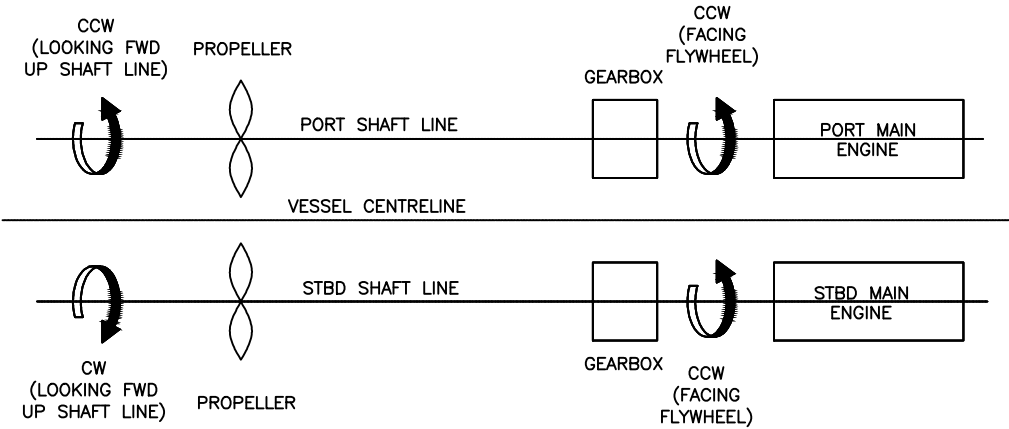 CCW
(LOOKING FWD
UP SHAFT LINE)
PROPELLER
CCW
(FACING
FLYWHEEL)
GEARBOX
PORT SHAFT LINE
PORT MAIN
ENGINE
VESSEL CENTRELINE
STBD SHAFT LINE
STBD MAIN
ENGINE
CW
(LOOKING FWD
UP SHAFT LINE)
PROPELLER
GEARBOX
CCW
(FACING
FLYWHEEL)